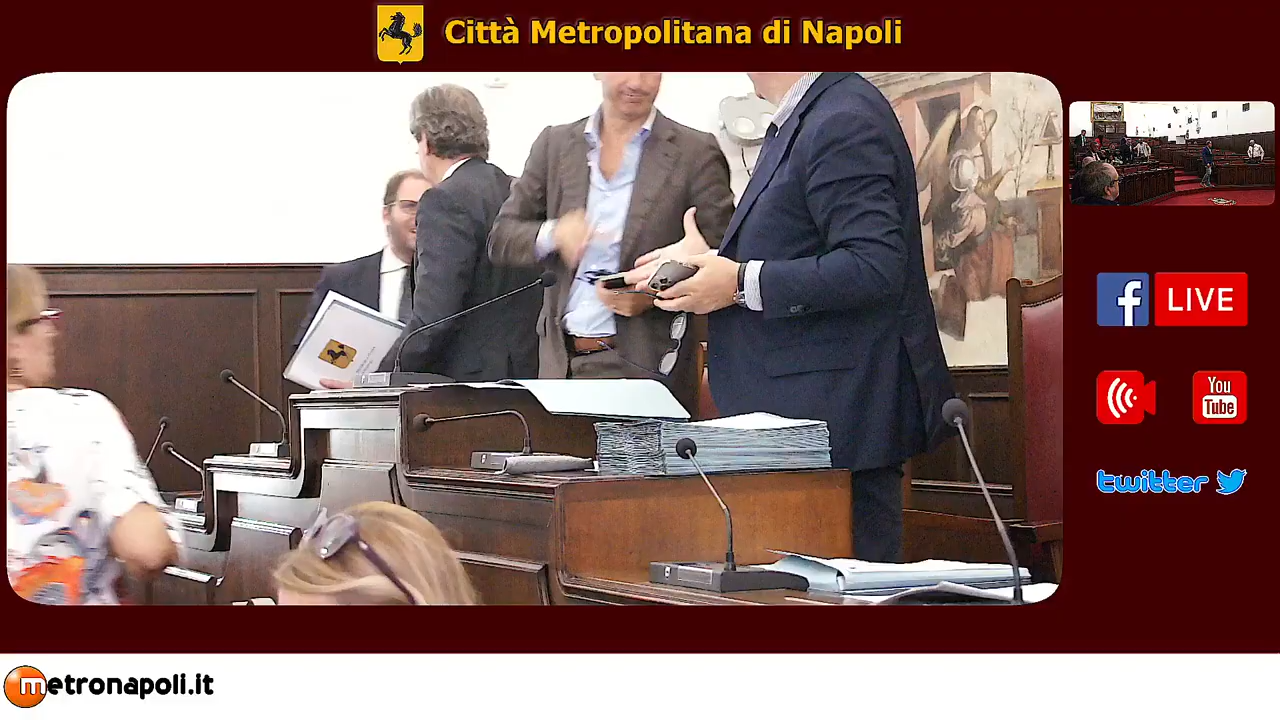 Città Metropolitana di Napoli
LIVE
You
Tube
twitter
metronapoli.it